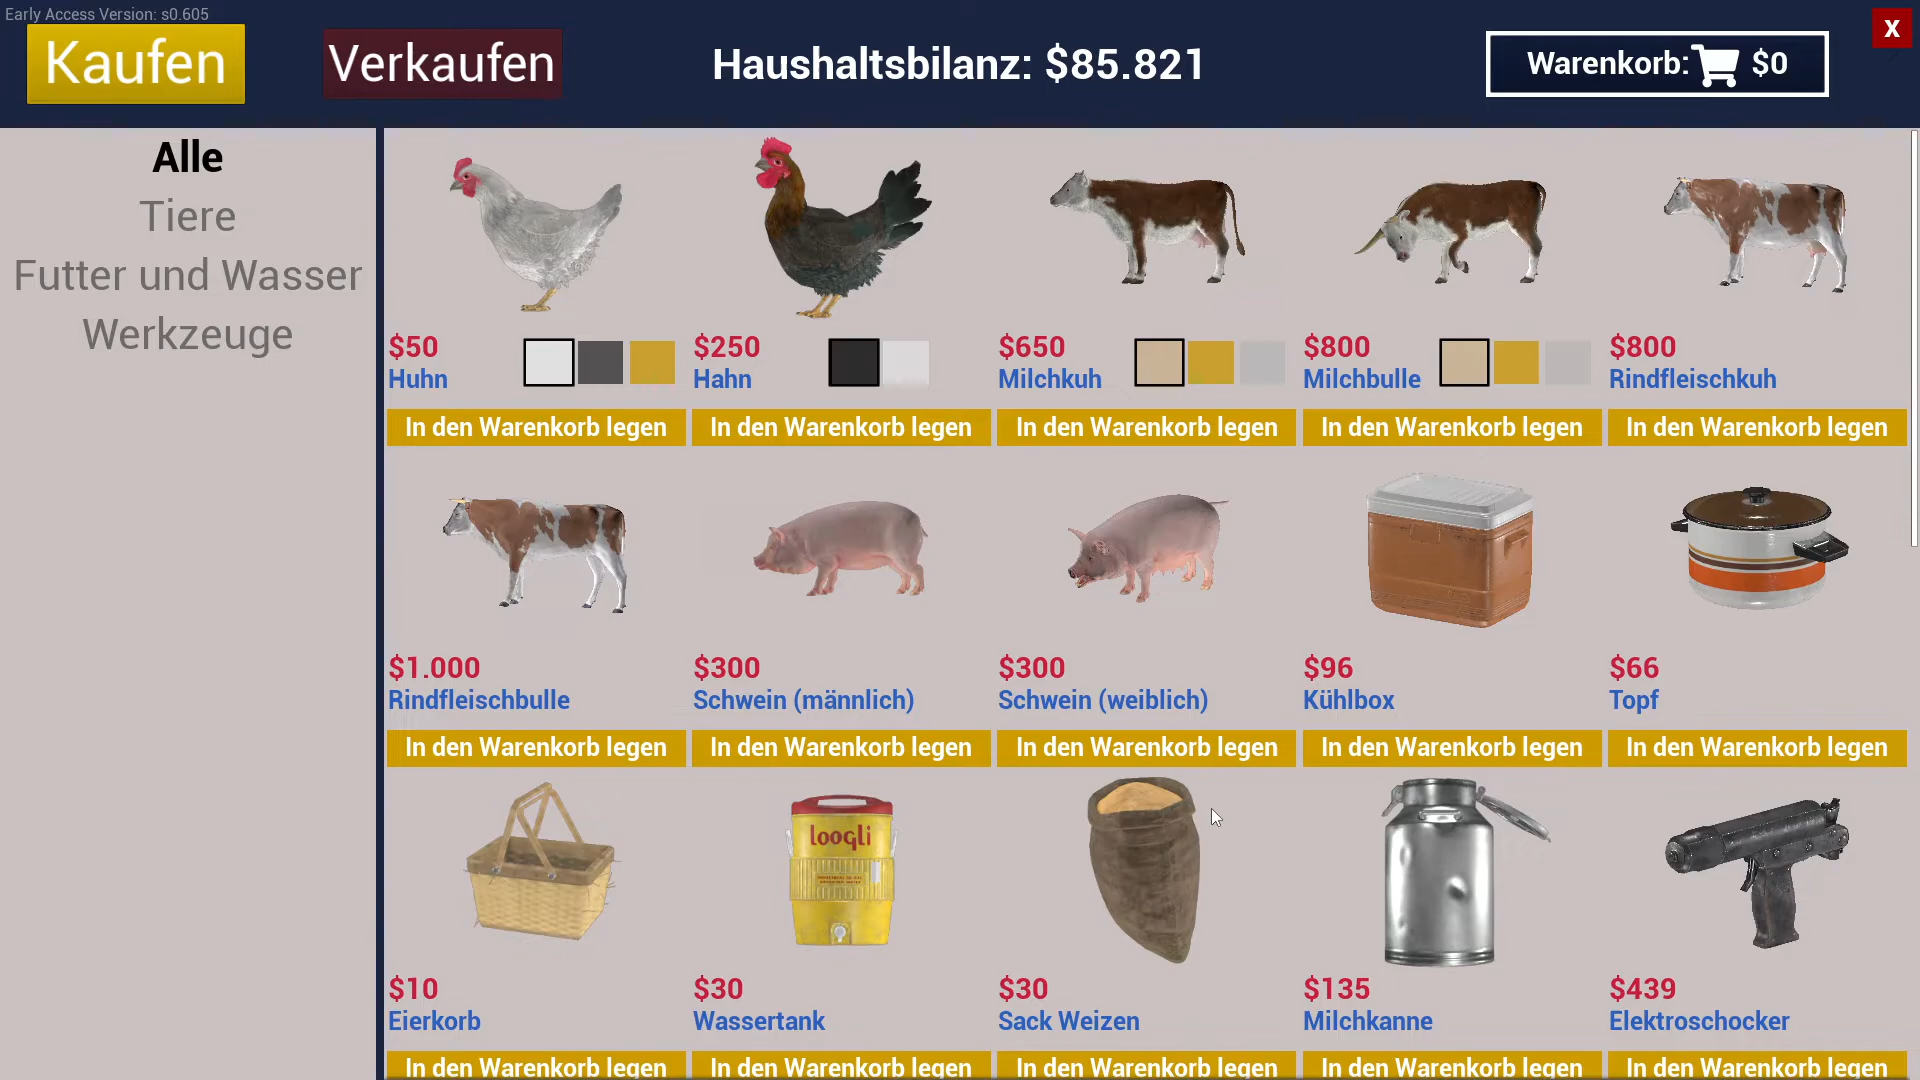 Early Access Version: s0.605
Kaufen
Verkaufen
Haushaltsbilanz: $85.821
Warenkorb: $0
X
Alle
Tiere
Futter und Wasser
Werkzeuge
$50
Huhn
In den Warenkorb legen
$250
Hahn
In den Warenkorb legen
$650
Milchkuh
In den Warenkorb legen
$800
Milchbulle
In den Warenkorb legen
$800
Rindfleischkuh
In den Warenkorb legen
$1.000
Rindfleischbulle
In den Warenkorb legen
$300
Schwein (männlich)
In den Warenkorb legen
$300
Schwein (weiblich)
In den Warenkorb legen
$96
Kühlbox
In den Warenkorb legen
$66
Topf
In den Warenkorb legen
$10
Eierkorb
In den Warenkorb legen
looqli
$30
Wassertank
In den Warenkorb legen
$30
Sack Weizen
In den Warenkorb legen
$135
Milchkanne
In den Warenkorb legen
$439
Elektroschocker
In den Warenkorb legen